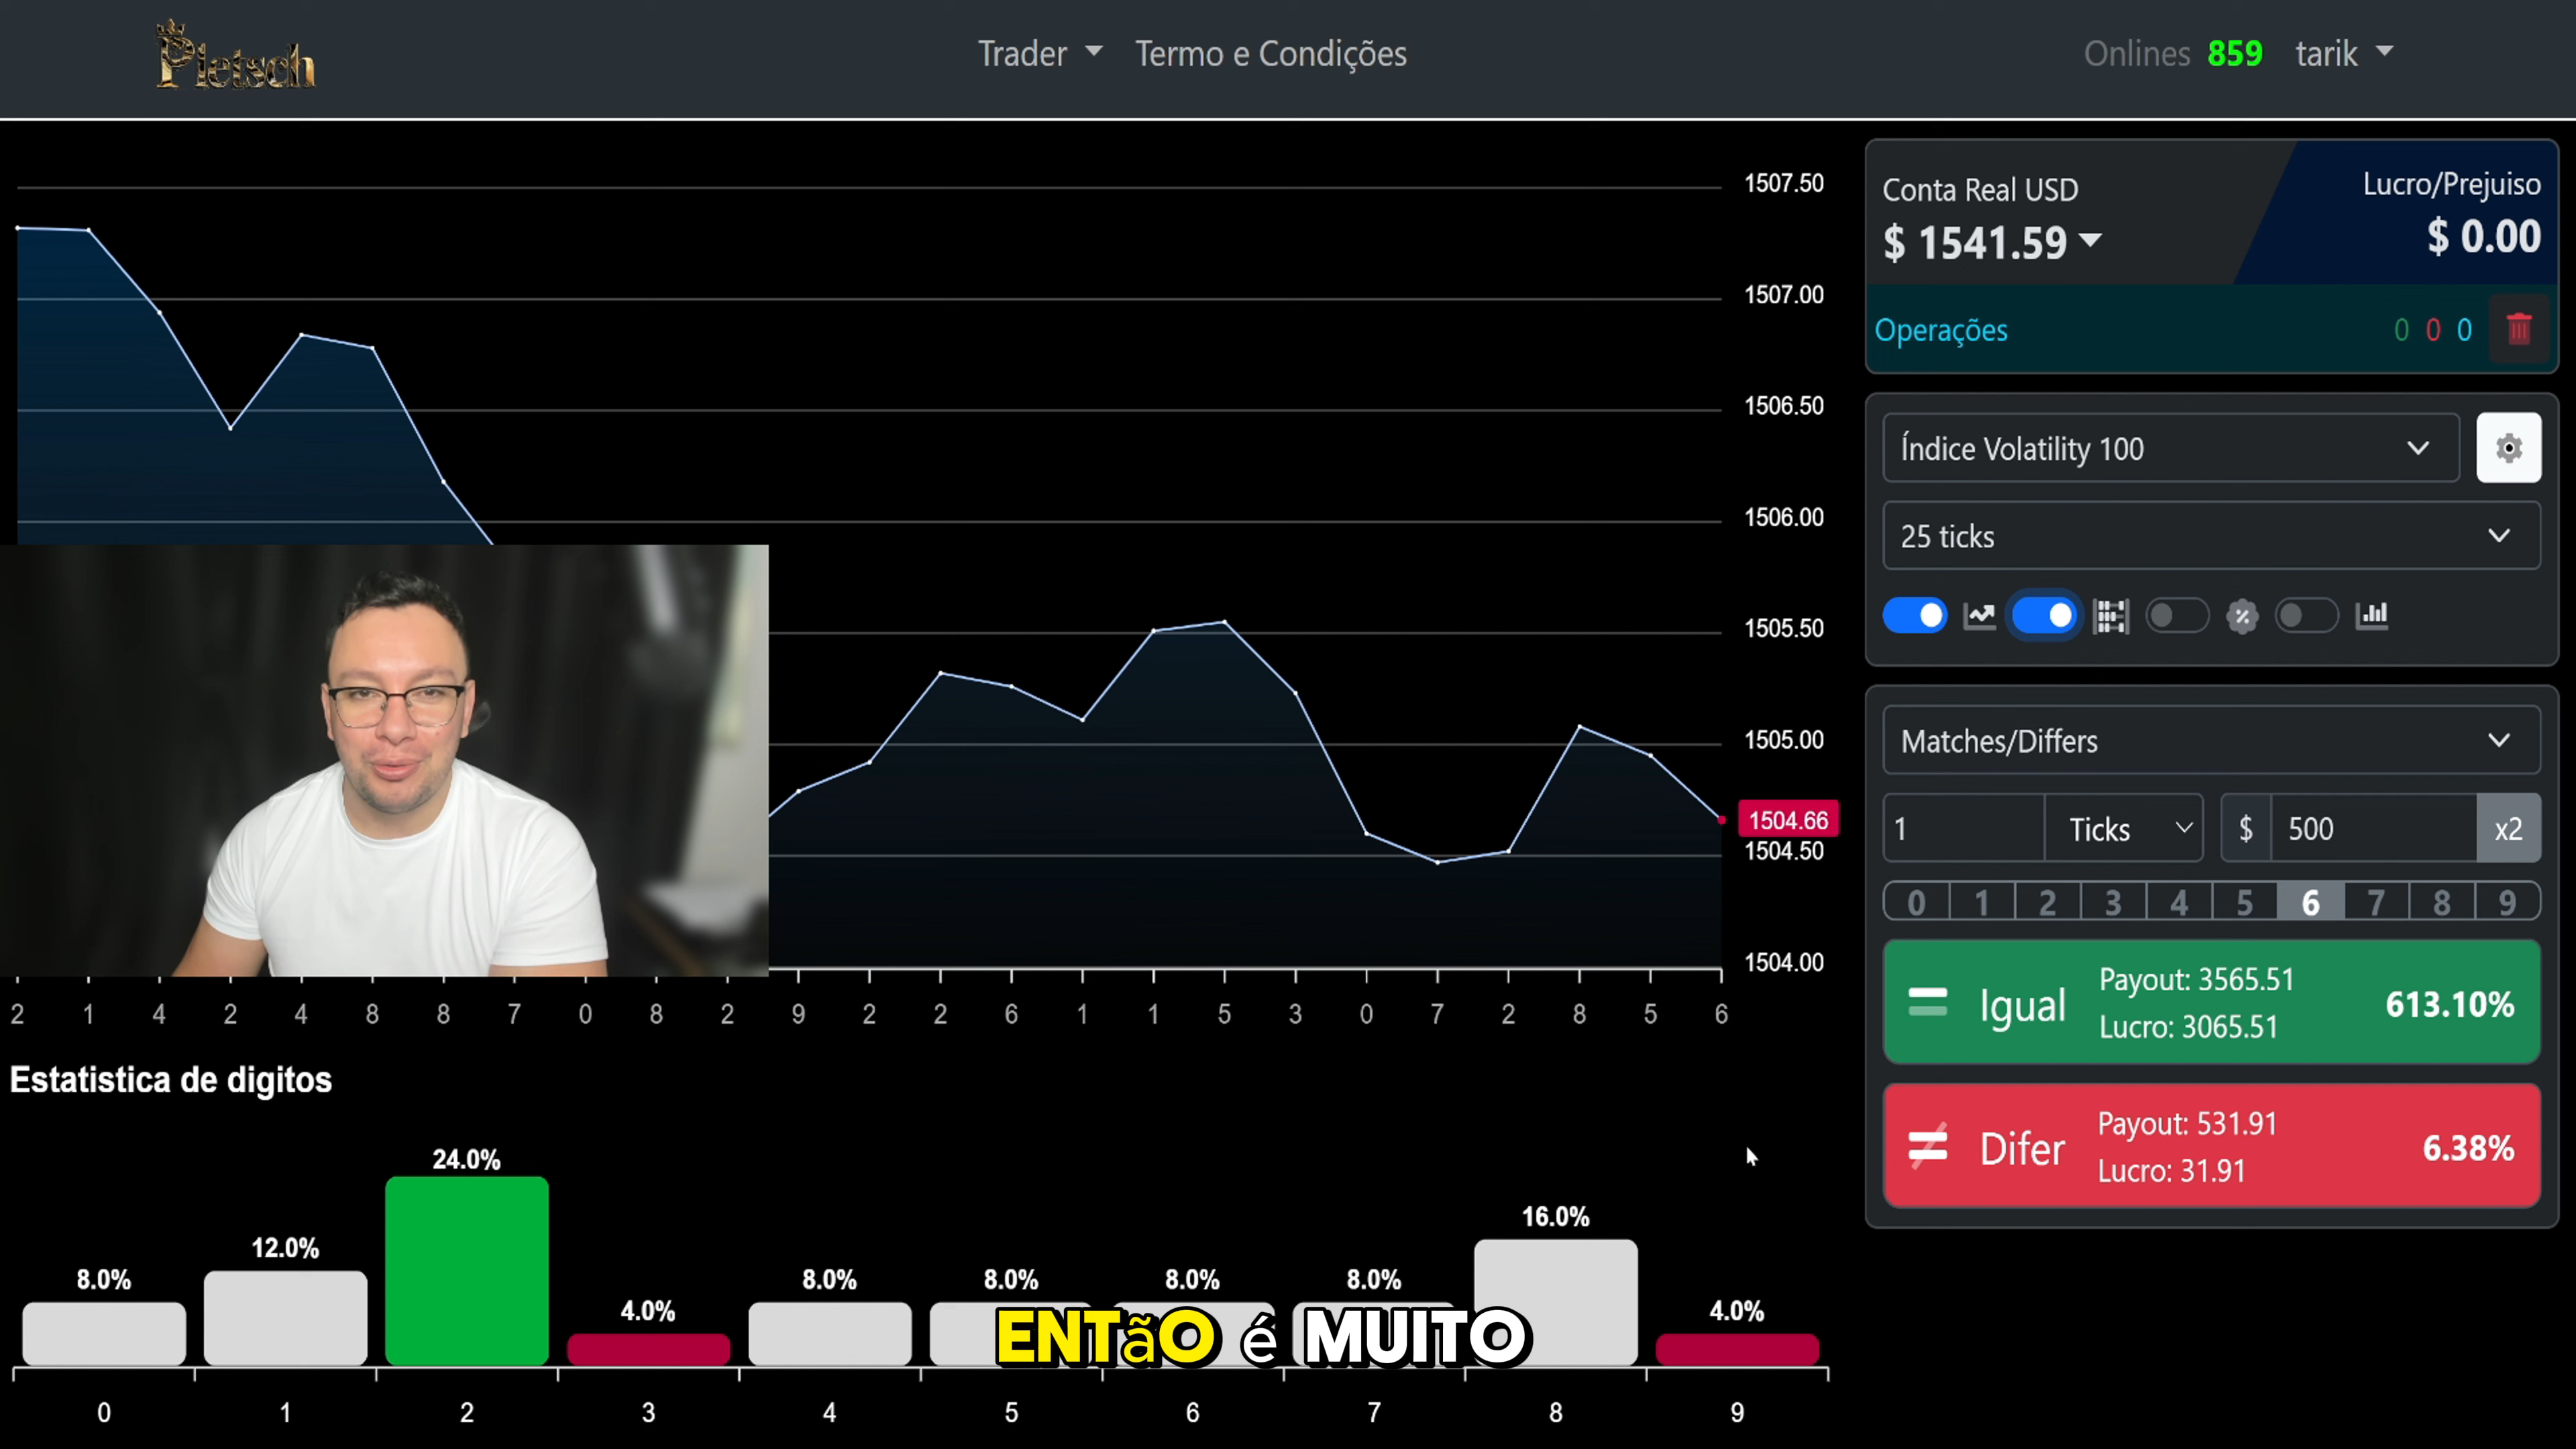 Pletsch
Trader
Termo e Condições
Onlines 859
tarik
1507.50
1507.00
1506.50
1506.00
1505.50
1505.00
1504.66
1504.50
1504.00
2 1 4 2 4 8 8 7 0 8 2 9 2 2 6 1 1 5 3 0 7 2 8 5 6
Conta Real USD
$ 1541.59
Lucro/Prejuiso
$ 0.00
Operações
0 0 0
Índice Volatility 100
25 ticks
Matches/Differs
1 Ticks $ 500 x2
0 1 2 3 4 5 6 7 8 9
Igual
Payout: 3565.51
Lucro: 3065.51
613.10%
Difer
Payout: 531.91
Lucro: 31.91
6.38%
Estatistica de digitos
8.0% 12.0% 24.0% 4.0% 8.0% 8.0% 8.0% 8.0% 16.0% 4.0%
ENTãO é MUITO
0 1 2 3 4 5 6 7 8 9